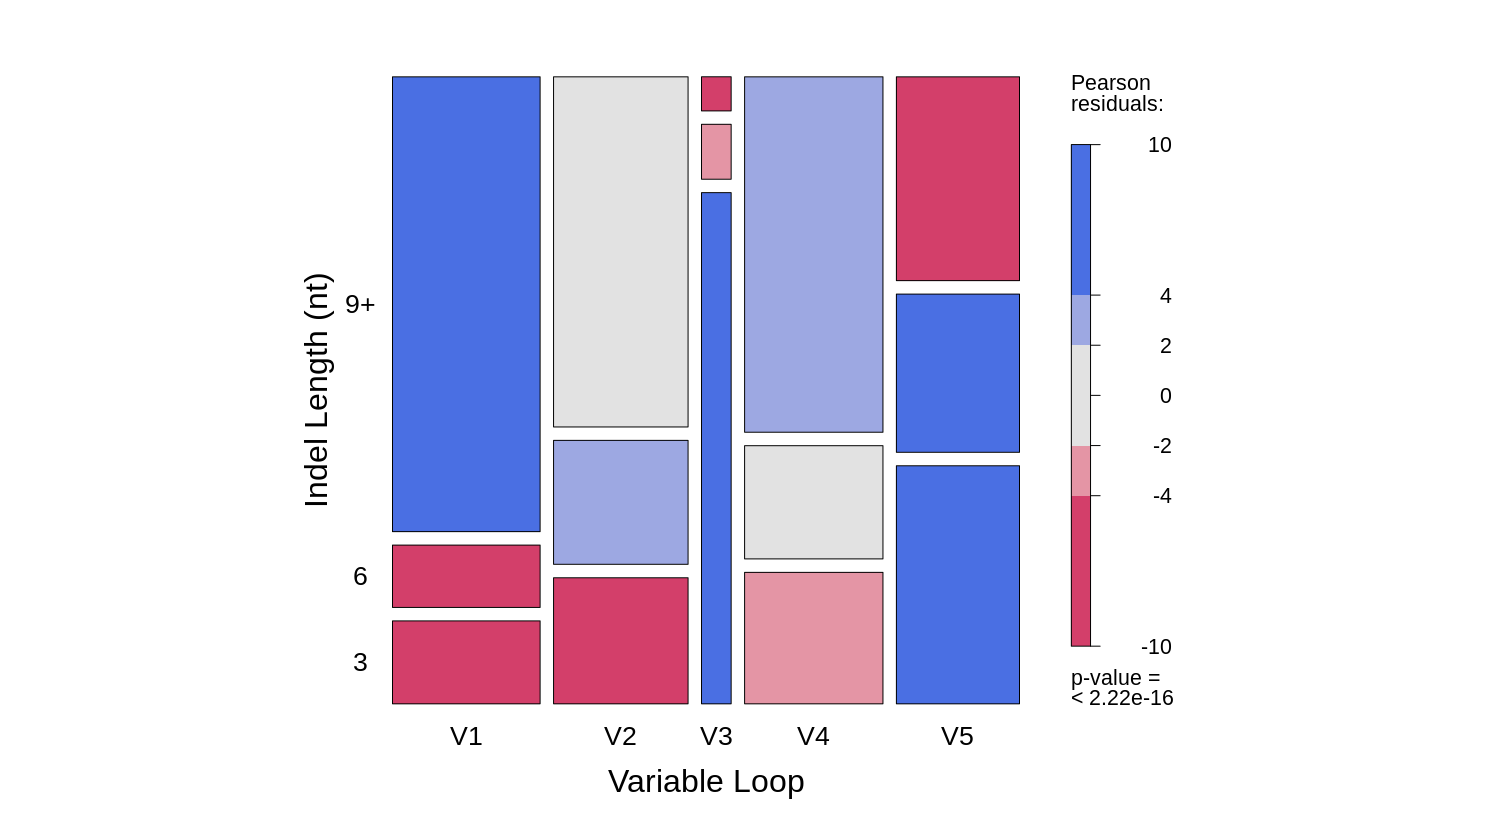 Indel Length (nt)
9+
6
3
V1
V2
V3
V4
V5
Variable Loop
Pearson
residuals:
10
4
2
0
-2
-4
-10
p-value =
< 2.22e-16